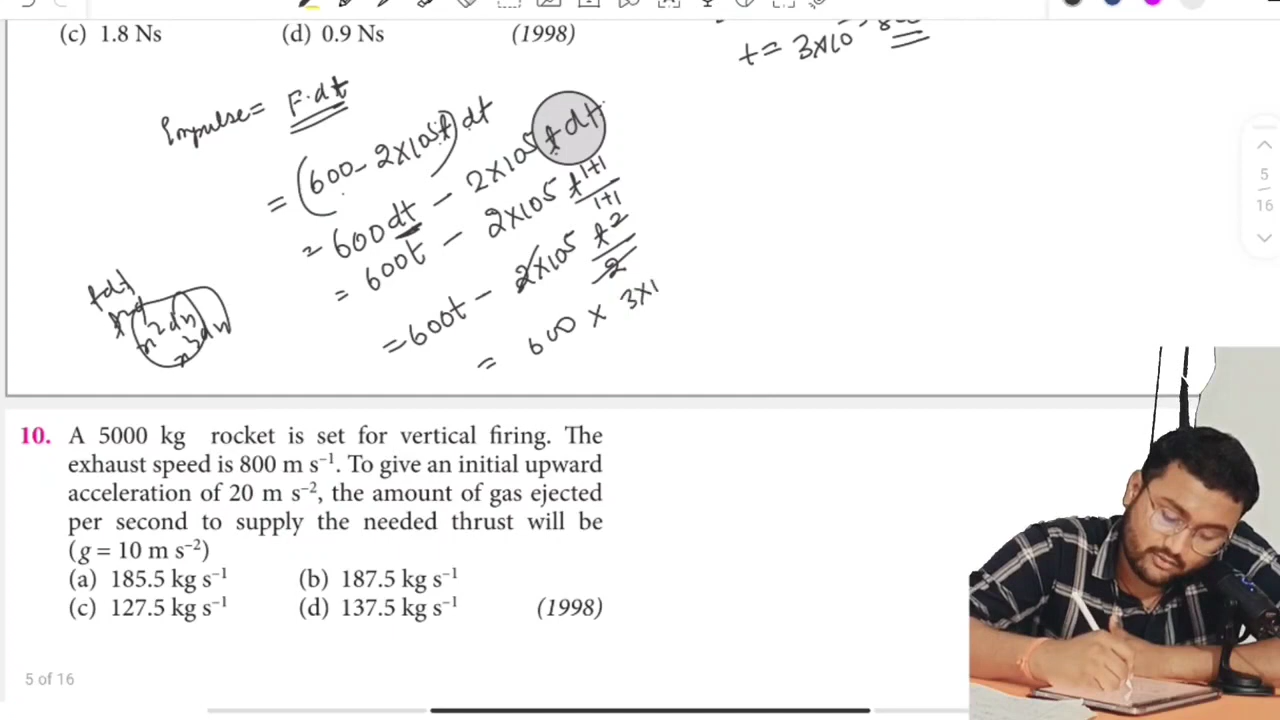 (c) 1.8 Ns (d) 0.9 Ns (1998)
t = 3×10
Impulse = F.dt
= (600 - 2×105t) dt
= 600dt - 2×105 t dt
= 600t - 2×105 t1+1/1+1
= 600t - 2×105 t2/2
= 600 × 3×1
tdt
x2dx
x3dx
5
16
10. A 5000 kg rocket is set for vertical firing. The
exhaust speed is 800 m s⁻¹. To give an initial upward
acceleration of 20 m s⁻², the amount of gas ejected
per second to supply the needed thrust will be
(g = 10 m s⁻²)
(a) 185.5 kg s⁻¹ (b) 187.5 kg s⁻¹
(c) 127.5 kg s⁻¹ (d) 137.5 kg s⁻¹ (1998)
5 of 16